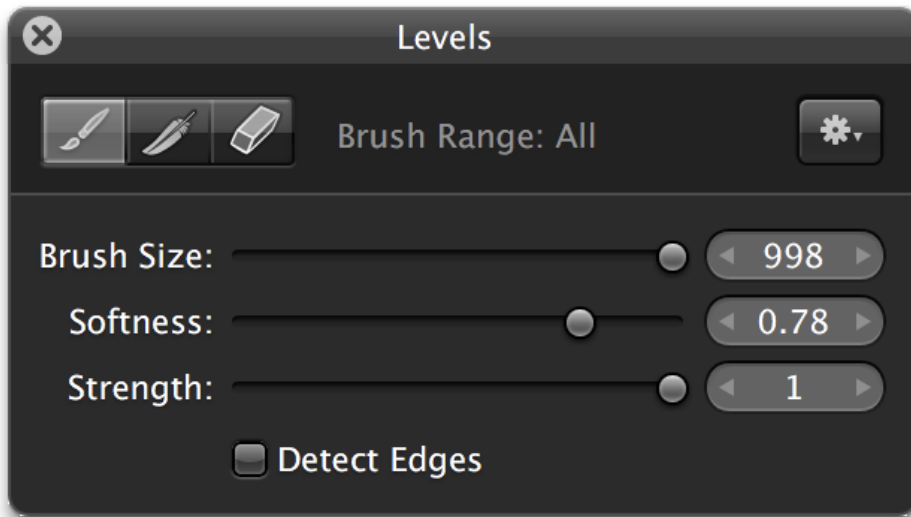 Levels
Brush Range: All
Brush Size: 998
Softness: 0.78
Strength: 1
Detect Edges